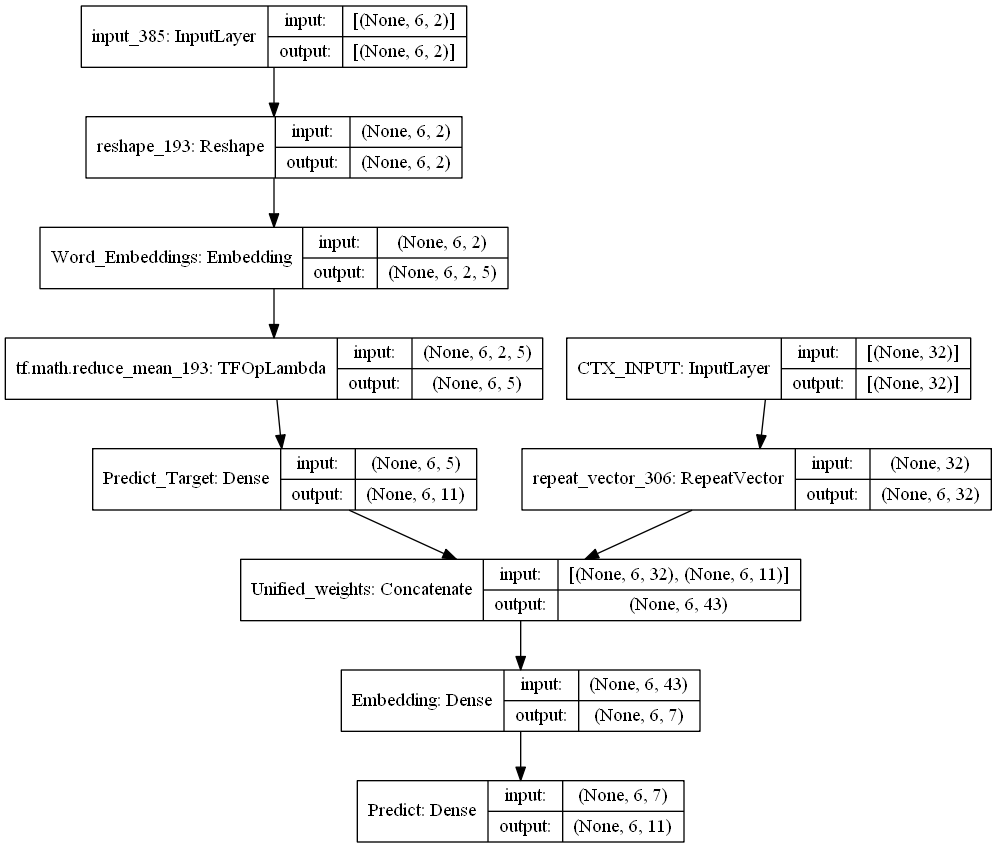 input_385: InputLayer
input:
[(None, 6, 2)]
output:
[(None, 6, 2)]
reshape_193: Reshape
input:
(None, 6, 2)
output:
(None, 6, 2)
Word_Embeddings: Embedding
input:
(None, 6, 2)
output:
(None, 6, 2, 5)
tf.math.reduce_mean_193: TFOpLambda
input:
(None, 6, 2, 5)
output:
(None, 6, 5)
CTX_INPUT: InputLayer
input:
[(None, 32)]
output:
[(None, 32)]
Predict_Target: Dense
input:
(None, 6, 5)
output:
(None, 6, 11)
repeat_vector_306: RepeatVector
input:
(None, 32)
output:
(None, 6, 32)
Unified_weights: Concatenate
input:
[(None, 6, 32), (None, 6, 11)]
output:
(None, 6, 43)
Embedding: Dense
input:
(None, 6, 43)
output:
(None, 6, 7)
Predict: Dense
input:
(None, 6, 7)
output:
(None, 6, 11)